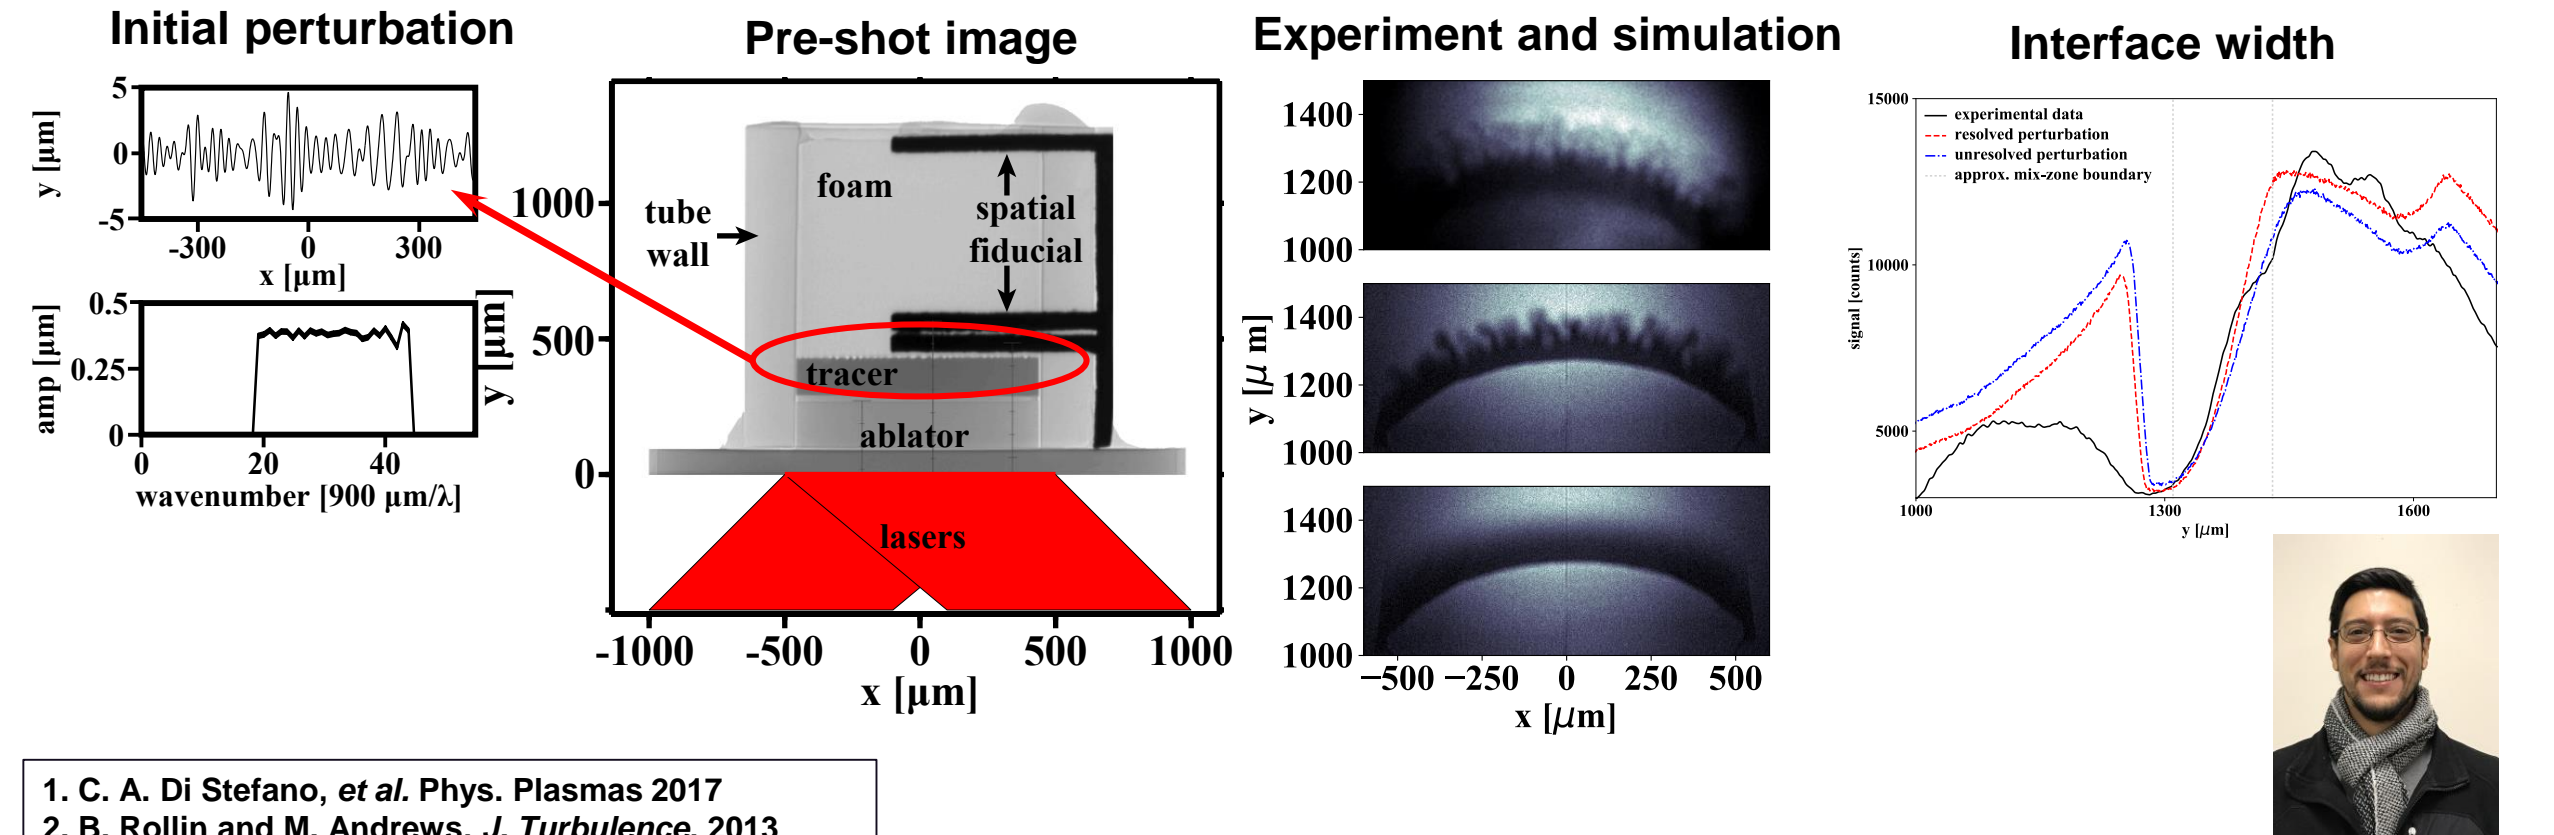 Initial perturbation
Pre-shot image
Experiment and simulation
Interface width
y [µm]
5
0
-5
-300
0
300
x [µm]
amp [µm]
0.5
0.25
0
0
20
40
wavenumber [900 µm/λ]
y [µm]
1000
500
0
tube
wall
foam
spatial
fiducial
tracer
ablator
lasers
-1000
-500
0
500
1000
x [µm]
y [µ m]
1400
1200
1000
1400
1200
1000
1400
1200
1000
−500
−250
0
250
500
x [µm]
signal [counts]
15000
10000
5000
experimental data
resolved perturbation
unresolved perturbation
approx. mix-zone boundary
1000
1300
1600
y [µm]
1. C. A. Di Stefano, et al. Phys. Plasmas 2017
2. B. Rollin and M. Andrews, J. Turbulence, 2013